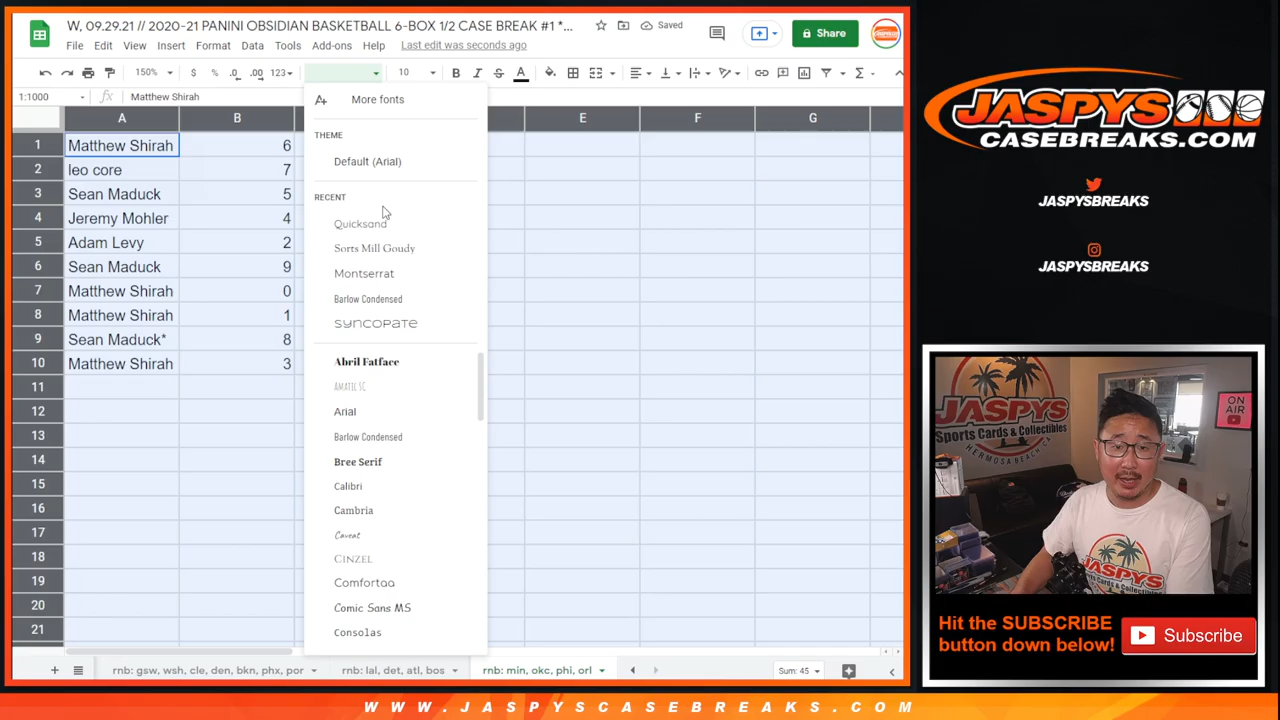 W, 09.29.21 // 2020-21 PANINI OBSIDIAN BASKETBALL 6-BOX 1/2 CASE BREAK #1 *...
Saved
File Edit View Insert Format Data Tools Add-ons Help Last edit was seconds ago
Share
150% $ % .0 .00 123 10 B I S A
1:1000 fx Matthew Shirah
A B E F G
1 Matthew Shirah 6
2 leo core 7
3 Sean Maduck 5
4 Jeremy Mohler 4
5 Adam Levy 2
6 Sean Maduck 9
7 Matthew Shirah 0
8 Matthew Shirah 1
9 Sean Maduck* 8
10 Matthew Shirah 3
11
12
13
14
15
16
17
18
19
20
21
More fonts
THEME
Default (Arial)
RECENT
Quicksand
Sorts Mill Goudy
Montserrat
Barlow Condensed
SYNCOPATE
Abril Fatface
AMATIC SC
Arial
Barlow Condensed
Bree Serif
Calibri
Cambria
Caveat
CINZEL
Comfortaa
Comic Sans MS
Consolas
rnb: gsw, wsh, cle, den, bkn, phx, por
rnb: lal, det, atl, bos
rnb: min, okc, phi, orl
Sum: 45
JASPYS
CASEBREAKS.COM
JASPYSBREAKS
JASPYSBREAKS
JASPYS
Sports Cards & Collectibles
HERMOSA BEACH CA
ON
AIR
JASPYS
Hit the SUBSCRIBE
button down below!
Subscribe
WWW.JASPYSCASEBREAKS.COM